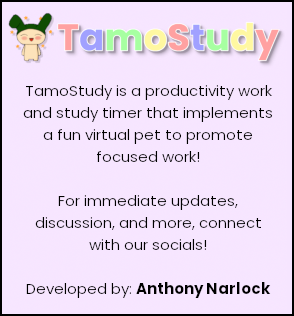 TamoStudy
TamoStudy is a productivity work
and study timer that implements
a fun virtual pet to promote
focused work!
For immediate updates,
discussion, and more, connect
with our socials!
Developed by: Anthony Narlock